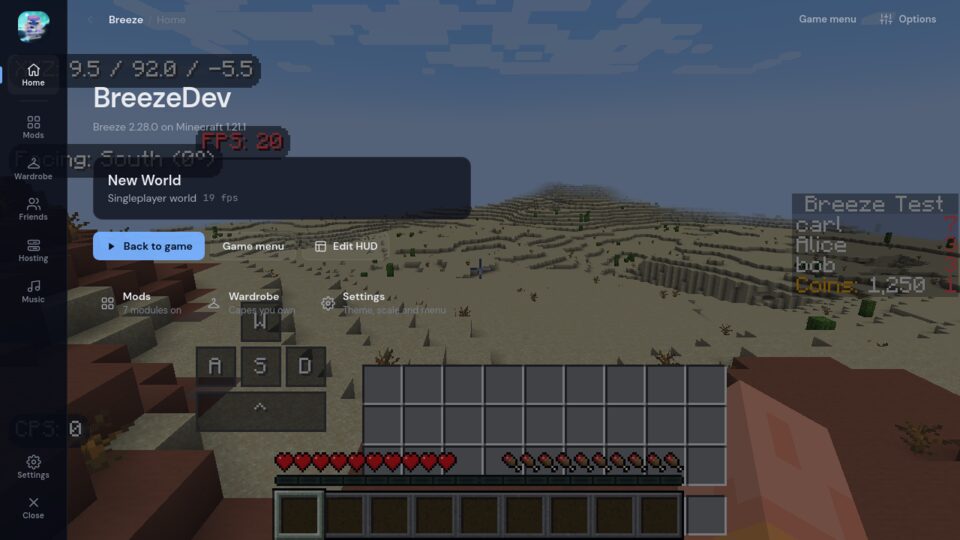 Breeze / Home
Game menu
Options
XYZ: 9.5 / 92.0 / -5.5
Home
BreezeDev
Breeze 2.28.0 on Minecraft 1.21.1
FPS: 20
Mods
Facing: South (0°)
Wardrobe
New World
Singleplayer world 19 fps
Friends
Breeze Test
carl
Alice
bob
Coins: 1,250
Hosting
Back to game
Game menu
Edit HUD
Music
Mods
7 modules on
Wardrobe
Capes you own
Settings
Theme, scale and menu
W
A S D
^
CPS: 0
Settings
Close